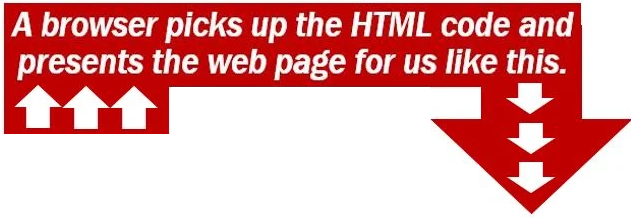 A browser picks up the HTML code and
presents the web page for us like this.